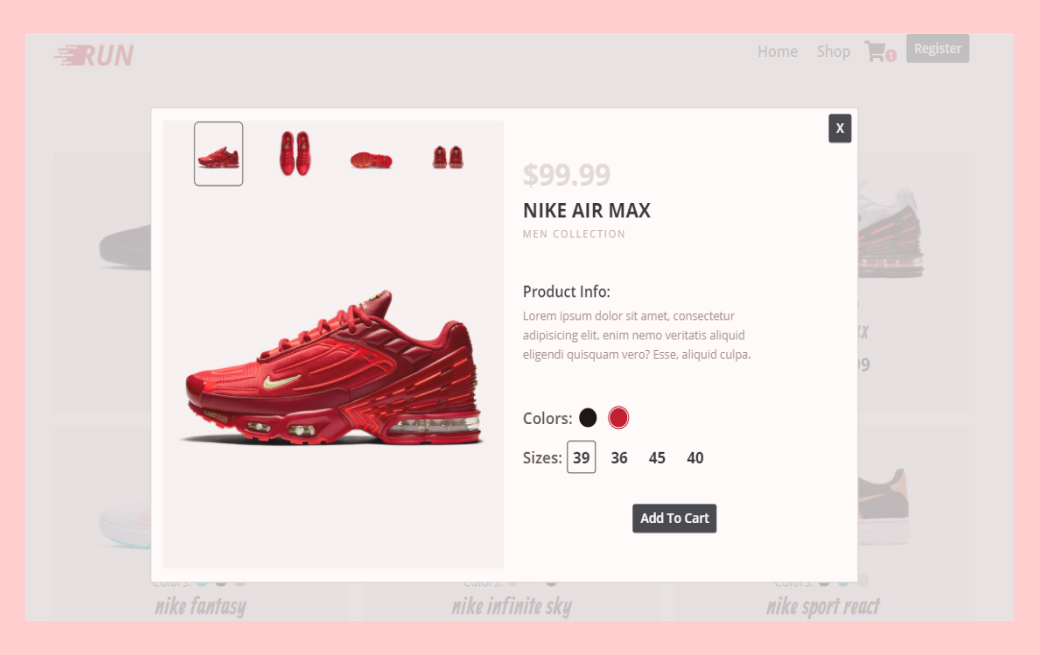 RUN
Home Shop 1 Register
X
$99.99
NIKE AIR MAX
MEN COLLECTION
Product Info:
Lorem ipsum dolor sit amet, consectetur
adipisicing elit. enim nemo veritatis aliquid
eligendi quisquam vero? Esse, aliquid culpa.
Colors:
Sizes: 39 36 45 40
Add To Cart
Colors: Colors: Colors:
nike fantasy nike infinite sky nike sport react